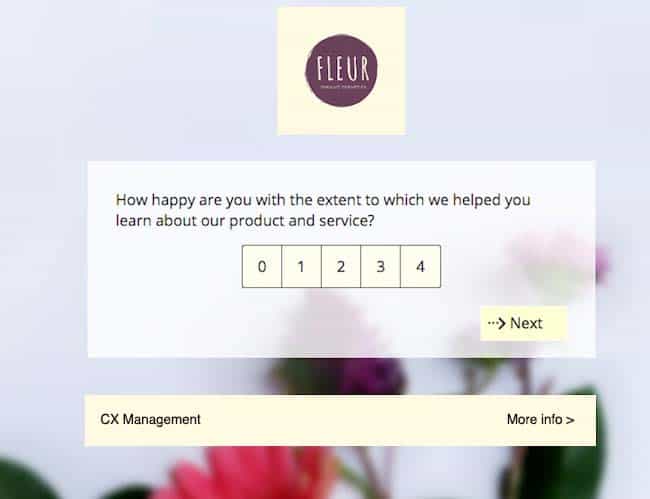 FLEUR
How happy are you with the extent to which we helped you
learn about our product and service?
0 1 2 3 4
Next
CX Management
More info >